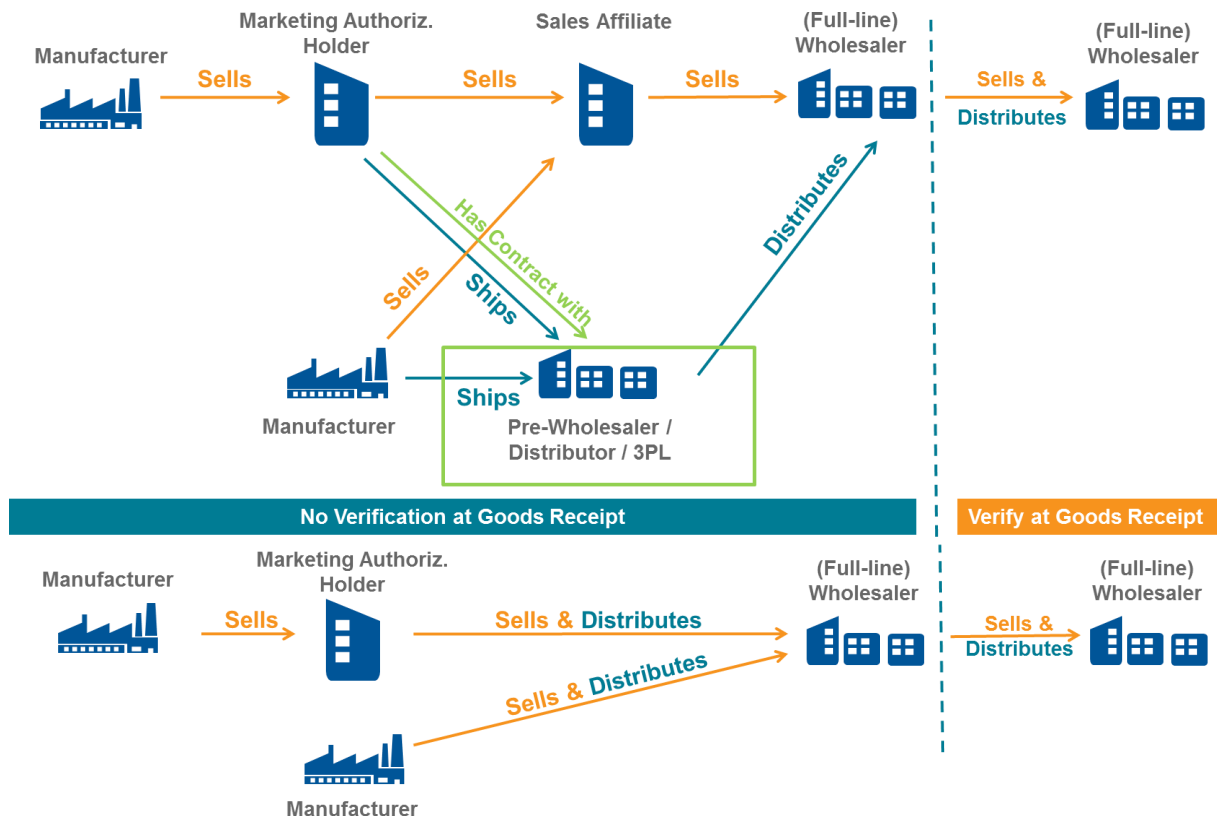 Marketing Authoriz.
Holder
Sales Affiliate
(Full-line)
Wholesaler
(Full-line)
Wholesaler
Manufacturer
Sells
Sells
Sells
Sells &
Distributes
Has Contract with
Ships
Sells
Distributes
Ships
Manufacturer
Pre-Wholesaler /
Distributor / 3PL
No Verification at Goods Receipt
Verify at Goods Receipt
Manufacturer
Marketing Authoriz.
Holder
(Full-line)
Wholesaler
(Full-line)
Wholesaler
Sells
Sells & Distributes
Sells &
Distributes
Sells & Distributes
Manufacturer